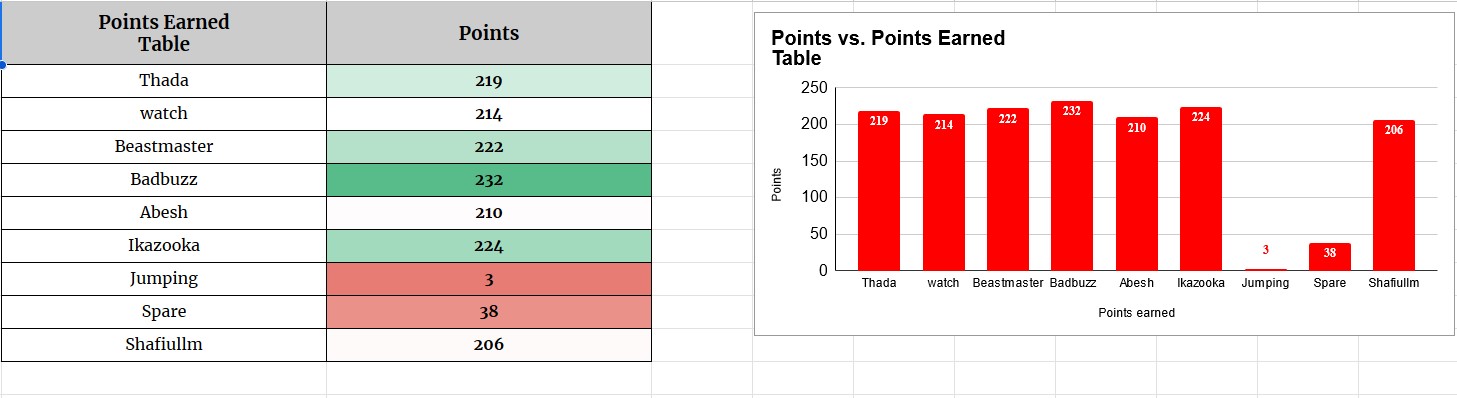 Points Earned
Table
Points
Thada
219
watch
214
Beastmaster
222
Badbuzz
232
Abesh
210
Ikazooka
224
Jumping
3
Spare
38
Shafiullm
206
Points vs. Points Earned
Table
Points
250
200
150
100
50
0
219
214
222
232
210
224
3
38
206
Thada
watch
Beastmaster
Badbuzz
Abesh
Ikazooka
Jumping
Spare
Shafiullm
Points earned